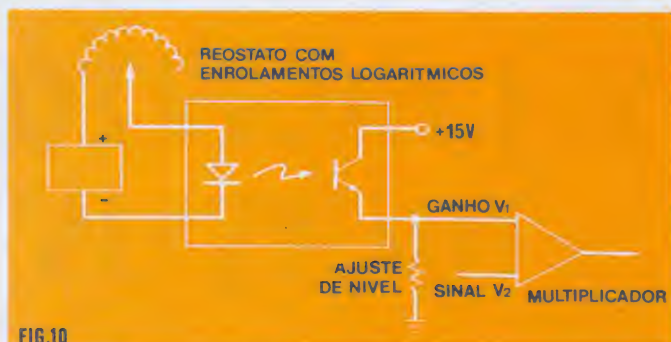 REOSTATO COM
ENROLAMENTOS LOGARITMICOS
+
-
+15V
GANHO V1
AJUSTE
DE NIVEL
SINAL V2
MULTIPLICADOR
FIG.10